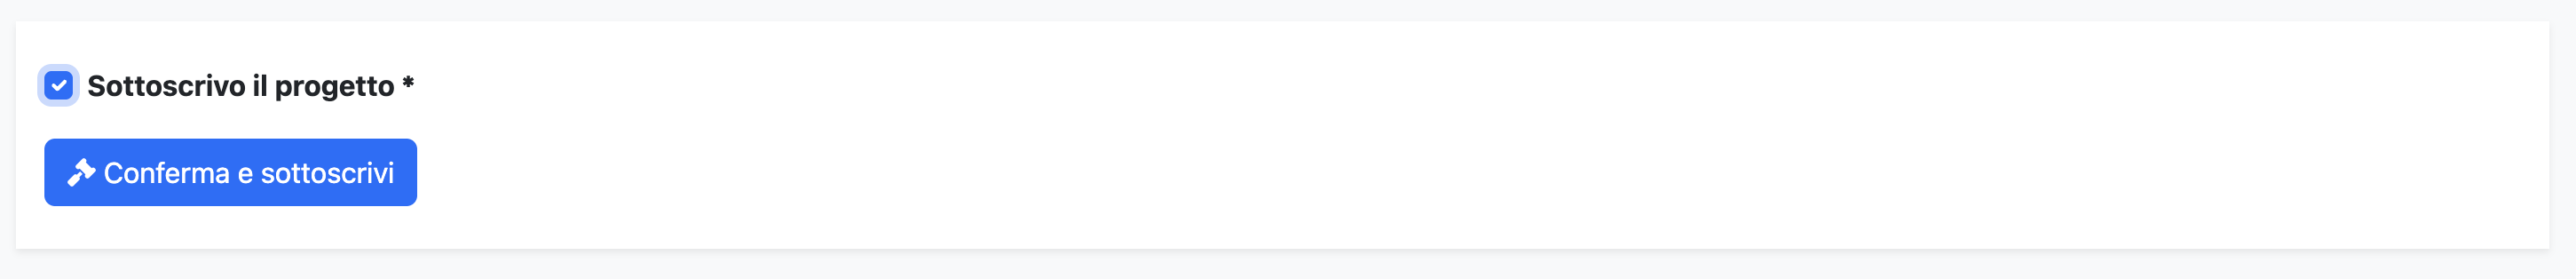 Sottoscrivo il progetto *
Conferma e sottoscrivi